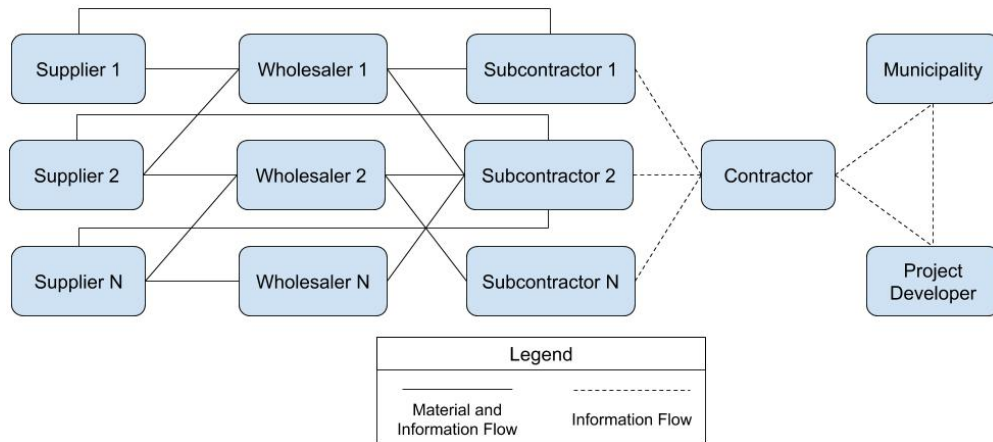 Supplier 1
Wholesaler 1
Subcontractor 1
Municipality
Supplier 2
Wholesaler 2
Subcontractor 2
Contractor
Supplier N
Wholesaler N
Subcontractor N
Project
Developer
Legend
Material and
Information Flow
Information Flow